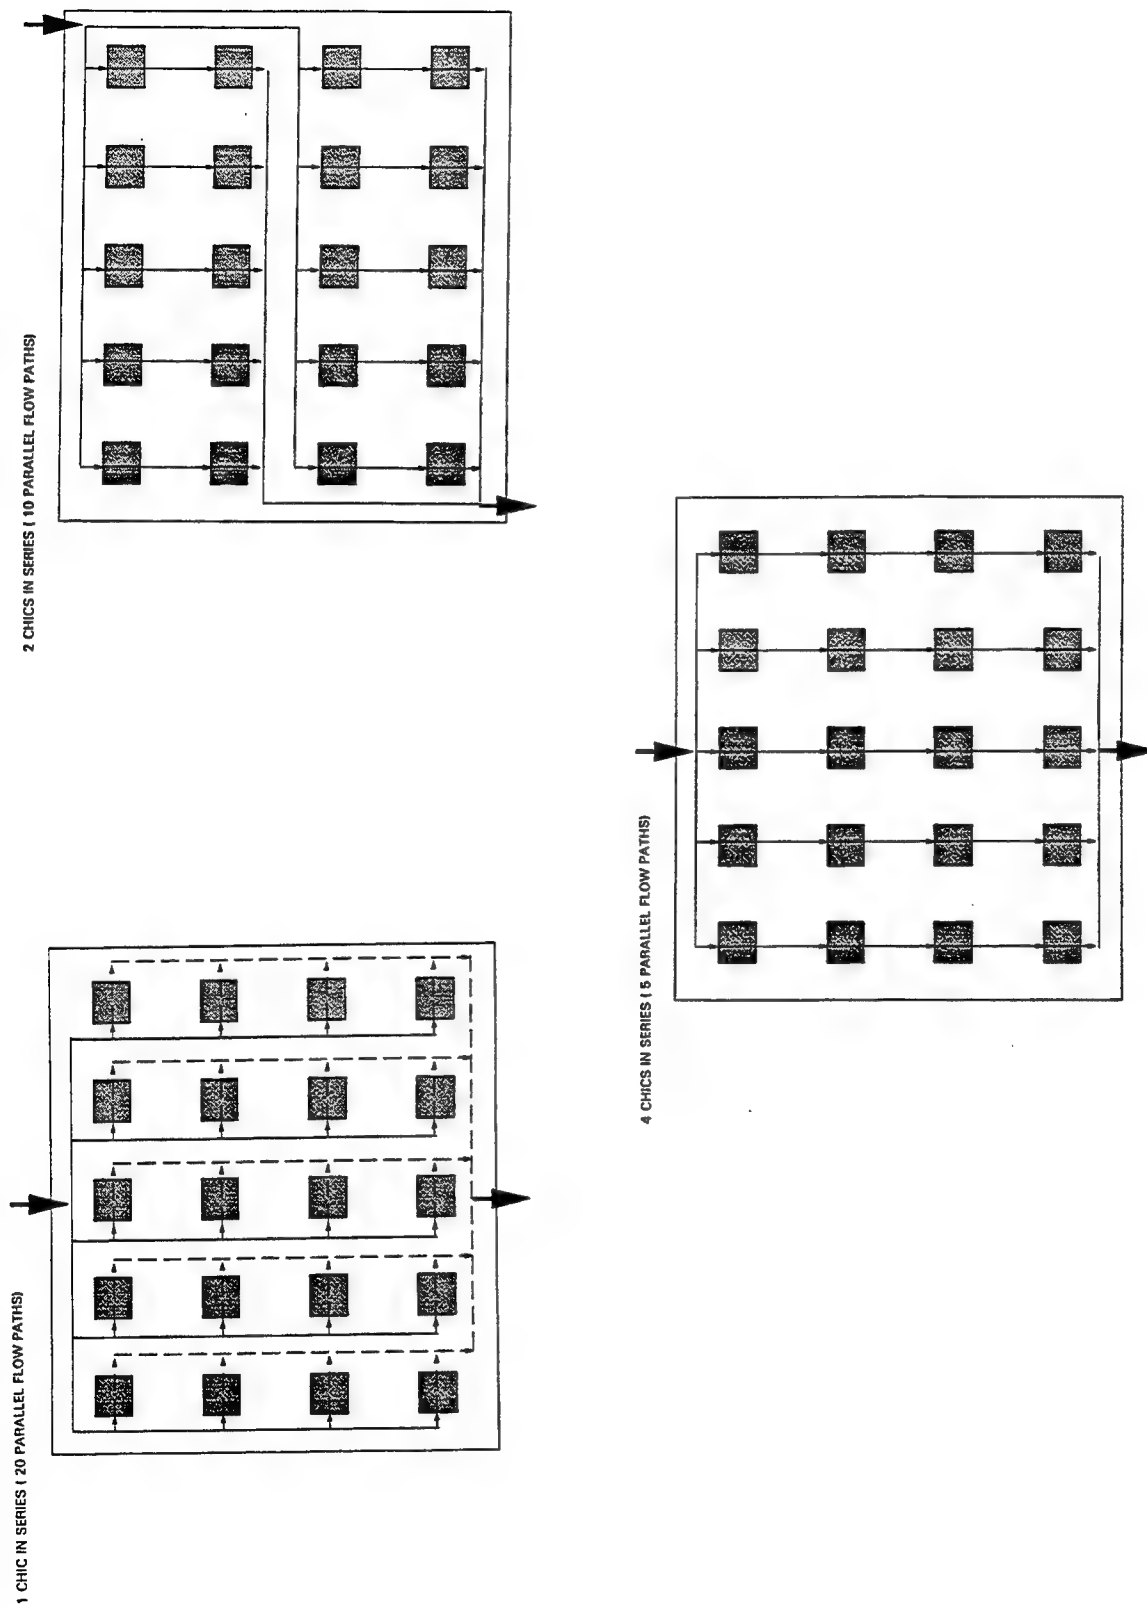 1 CHIC IN SERIES ( 20 PARALLEL FLOW PATHS)
2 CHICS IN SERIES ( 10 PARALLEL FLOW PATHS)
4 CHICS IN SERIES ( 5 PARALLEL FLOW PATHS)